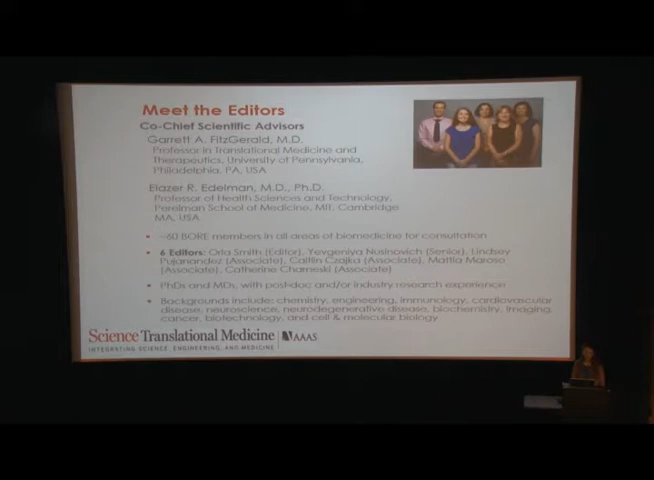 Meet the Editors
Co-Chief Scientific Advisors
Garrett A. FitzGerald, M.D.
Professor in Translational Medicine and
Therapeutics, University of Pennsylvania,
Philadelphia, PA, USA
Elazer R. Edelman, M.D., Ph.D.
Professor of Health Sciences and Technology,
Perelman School of Medicine, MIT, Cambridge
MA, USA
• ~60 BORE members in all areas of biomedicine for consultation
• 6 Editors: Orla Smith (Editor), Yevgeniya Nusinovich (Senior), Lindsey
Pujanandez (Associate), Caitlin Czajka (Associate), Mattia Maroso
(Associate), Catherine Charneski (Associate)
• PhDs and MDs, with post-doc and/or industry research experience
• Backgrounds include: chemistry, engineering, immunology, cardiovascular
disease, neuroscience, neurodegenerative disease, biochemistry, imaging,
cancer, biotechnology, and cell & molecular biology
Science Translational Medicine | AAAS
INTEGRATING SCIENCE, ENGINEERING, AND MEDICINE